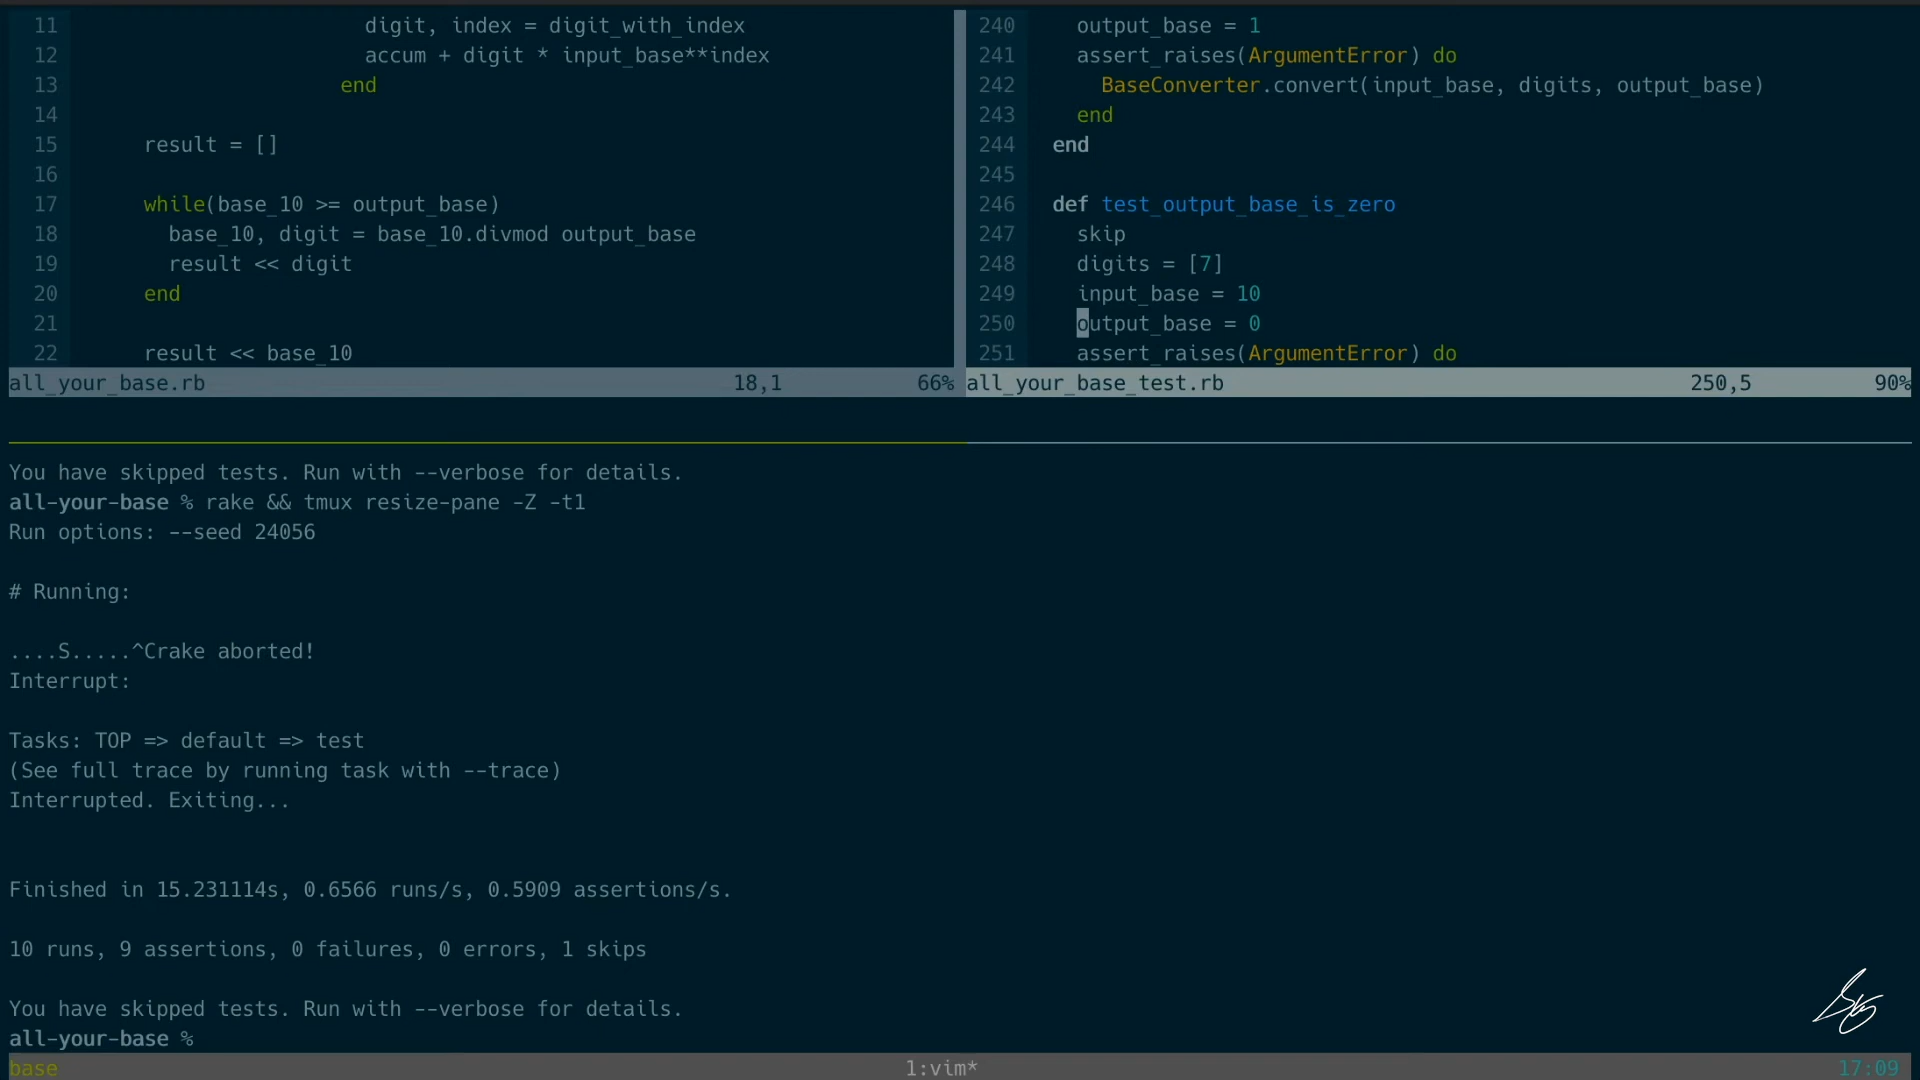 11 digit, index = digit_with_index
12 accum + digit * input_base**index
13 end
14
15 result = []
16
17 while(base_10 >= output_base)
18 base_10, digit = base_10.divmod output_base
19 result << digit
20 end
21
22 result << base_10
all_your_base.rb 18,1 66%
240 output_base = 1
241 assert_raises(ArgumentError) do
242 BaseConverter.convert(input_base, digits, output_base)
243 end
244 end
245
246 def test_output_base_is_zero
247 skip
248 digits = [7]
249 input_base = 10
250 output_base = 0
251 assert_raises(ArgumentError) do
all_your_base_test.rb 250,5 90%
You have skipped tests. Run with --verbose for details.
all-your-base % rake && tmux resize-pane -Z -t1
Run options: --seed 24056
# Running:
....S.....^Crake aborted!
Interrupt:
Tasks: TOP => default => test
(See full trace by running task with --trace)
Interrupted. Exiting...
Finished in 15.231114s, 0.6566 runs/s, 0.5909 assertions/s.
10 runs, 9 assertions, 0 failures, 0 errors, 1 skips
You have skipped tests. Run with --verbose for details.
all-your-base %
base 1:vim* 17:09